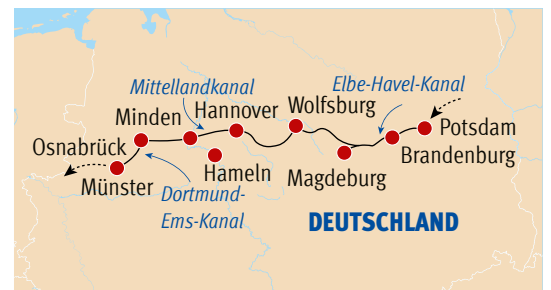 Mittellandkanal
Elbe-Havel-Kanal
Minden
Hannover
Wolfsburg
Potsdam
Osnabrück
Brandenburg
Münster
Hameln
Magdeburg
Dortmund-
Ems-Kanal
DEUTSCHLAND